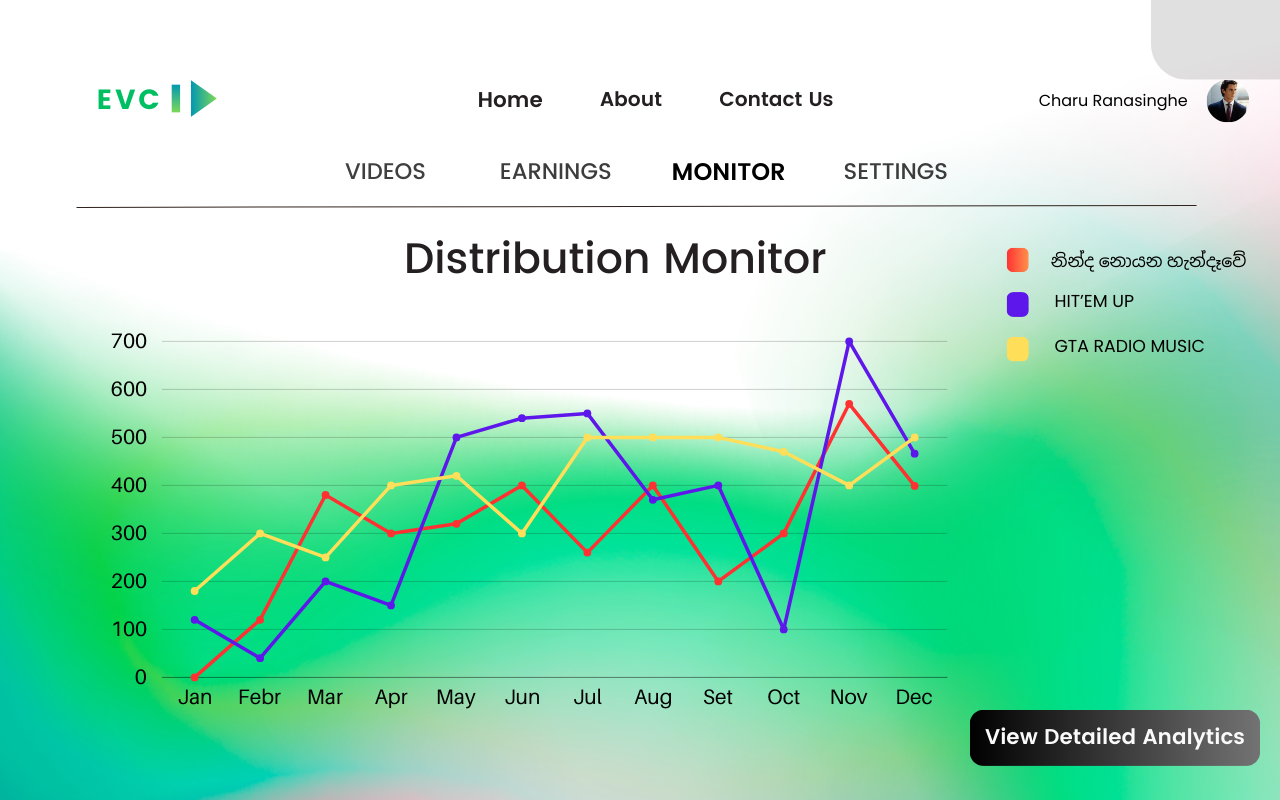 EVC
Home About Contact Us
Charu Ranasinghe
VIDEOS EARNINGS MONITOR SETTINGS
Distribution Monitor
නින්ද නොයන හැන්දෑවේ
HIT'EM UP
GTA RADIO MUSIC
700
600
500
400
300
200
100
0
Jan Febr Mar Apr May Jun Jul Aug Set Oct Nov Dec
View Detailed Analytics